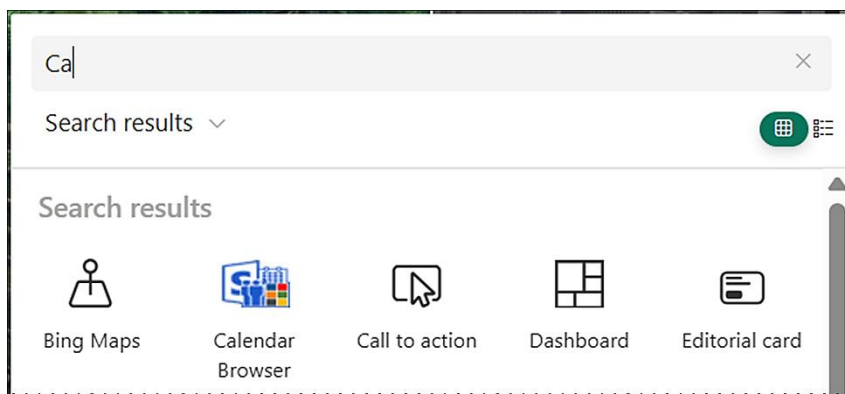 Ca
Search results
Search results
Bing Maps
Calendar
Browser
Call to action
Dashboard
Editorial card